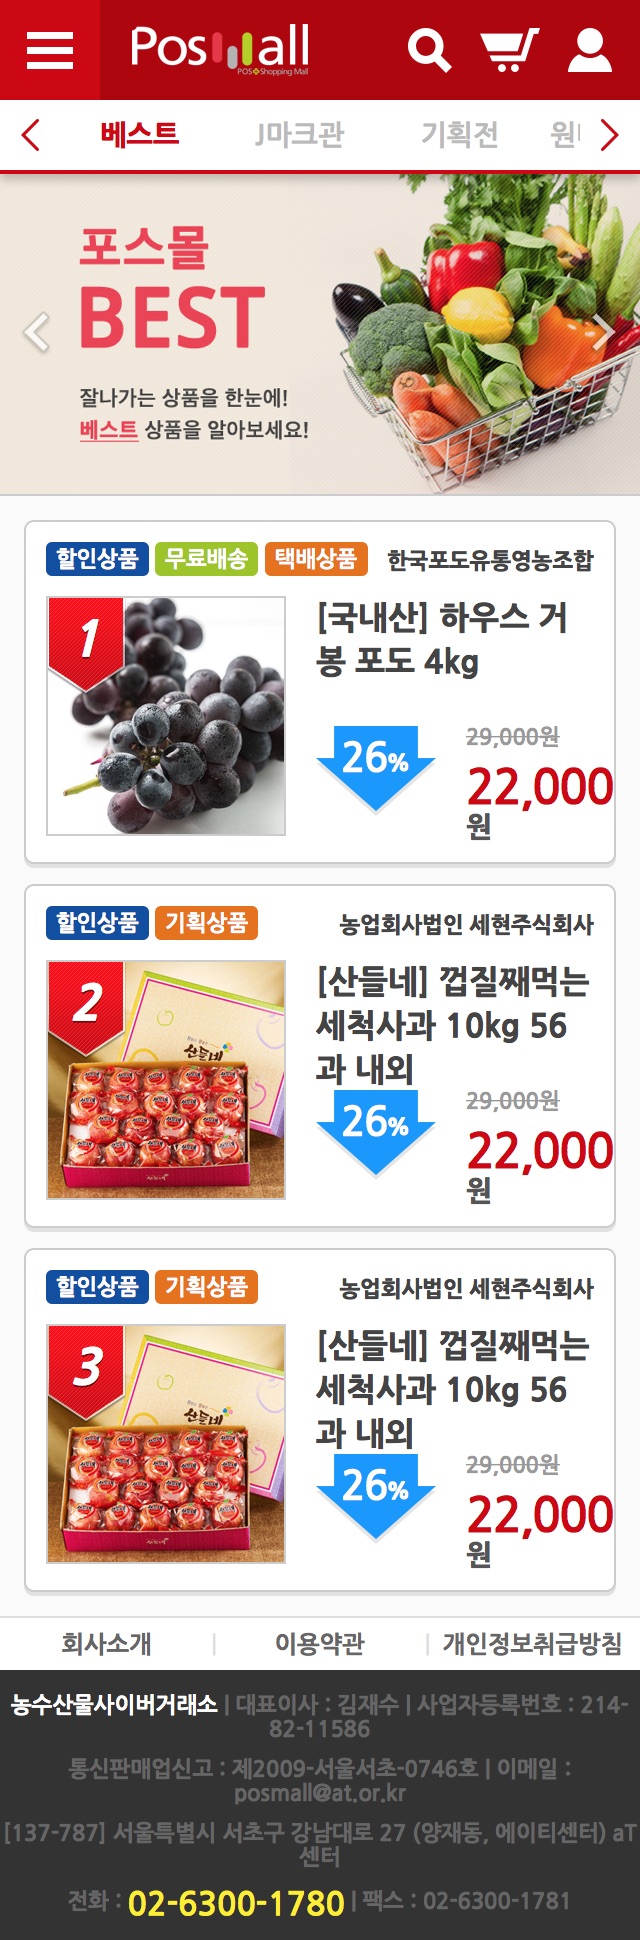 Posmall
POS Shopping Mall
베스트 J마크관 기획전
포스몰
BEST
잘나가는 상품을 한눈에!
베스트 상품을 알아보세요!
할인상품 무료배송 택배상품 한국포도유통영농조합
1
[국내산] 하우스 거
봉 포도 4kg
29,000원
26%
22,000
원
할인상품 기획상품 농업회사법인 세현주식회사
2
[산들네] 껍질째먹는
세척사과 10kg 56
과 내외
산들네
29,000원
26%
22,000
원
할인상품 기획상품 농업회사법인 세현주식회사
3
[산들네] 껍질째먹는
세척사과 10kg 56
과 내외
산들네
29,000원
26%
22,000
원
회사소개 | 이용약관 | 개인정보취급방침
농수산물사이버거래소 | 대표이사 : 김재수 | 사업자등록번호 : 214-
82-11586
통신판매업신고 : 제2009-서울서초-0746호 | 이메일 :
posmall@at.or.kr
[137-787] 서울특별시 서초구 강남대로 27 (양재동, 에이티센터) aT
센터
전화 : 02-6300-1780 | 팩스 : 02-6300-1781